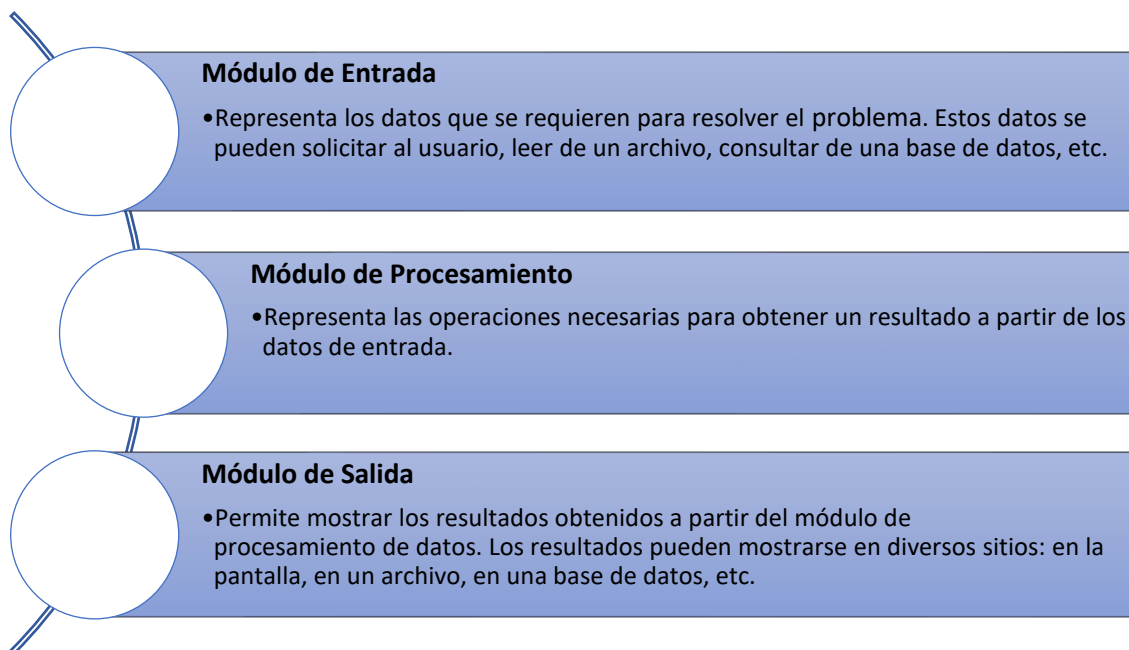 Módulo de Entrada
•Representa los datos que se requieren para resolver el problema. Estos datos se
pueden solicitar al usuario, leer de un archivo, consultar de una base de datos, etc.
Módulo de Procesamiento
•Representa las operaciones necesarias para obtener un resultado a partir de los
datos de entrada.
Módulo de Salida
•Permite mostrar los resultados obtenidos a partir del módulo de
procesamiento de datos. Los resultados pueden mostrarse en diversos sitios: en la
pantalla, en un archivo, en una base de datos, etc.